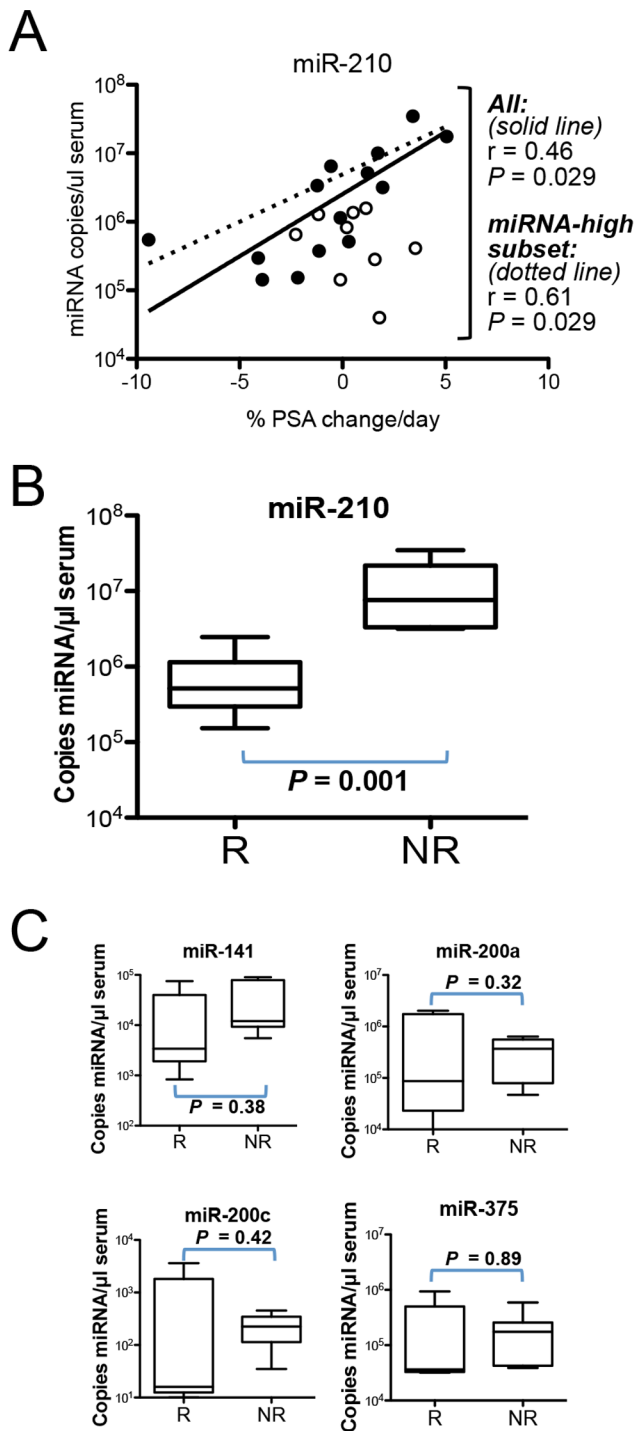 A
miR-210
miRNA copies/ul serum
10^8
10^7
10^6
10^5
10^4
-10
-5
0
5
10
% PSA change/day
All:
(solid line)
r = 0.46
P = 0.029
miRNA-high
subset:
(dotted line)
r = 0.61
P = 0.029
B
miR-210
Copies miRNA/µl serum
10^8
10^7
10^6
10^5
10^4
P = 0.001
R
NR
C
miR-141
Copies miRNA/µl serum
10^5
10^4
10^3
10^2
P = 0.38
R
NR
miR-200a
Copies miRNA/µl serum
10^7
10^6
10^5
10^4
P = 0.32
R
NR
miR-200c
Copies miRNA/µl serum
10^4
10^3
10^2
10^1
P = 0.42
R
NR
miR-375
Copies miRNA/µl serum
10^7
10^6
10^5
10^4
P = 0.89
R
NR